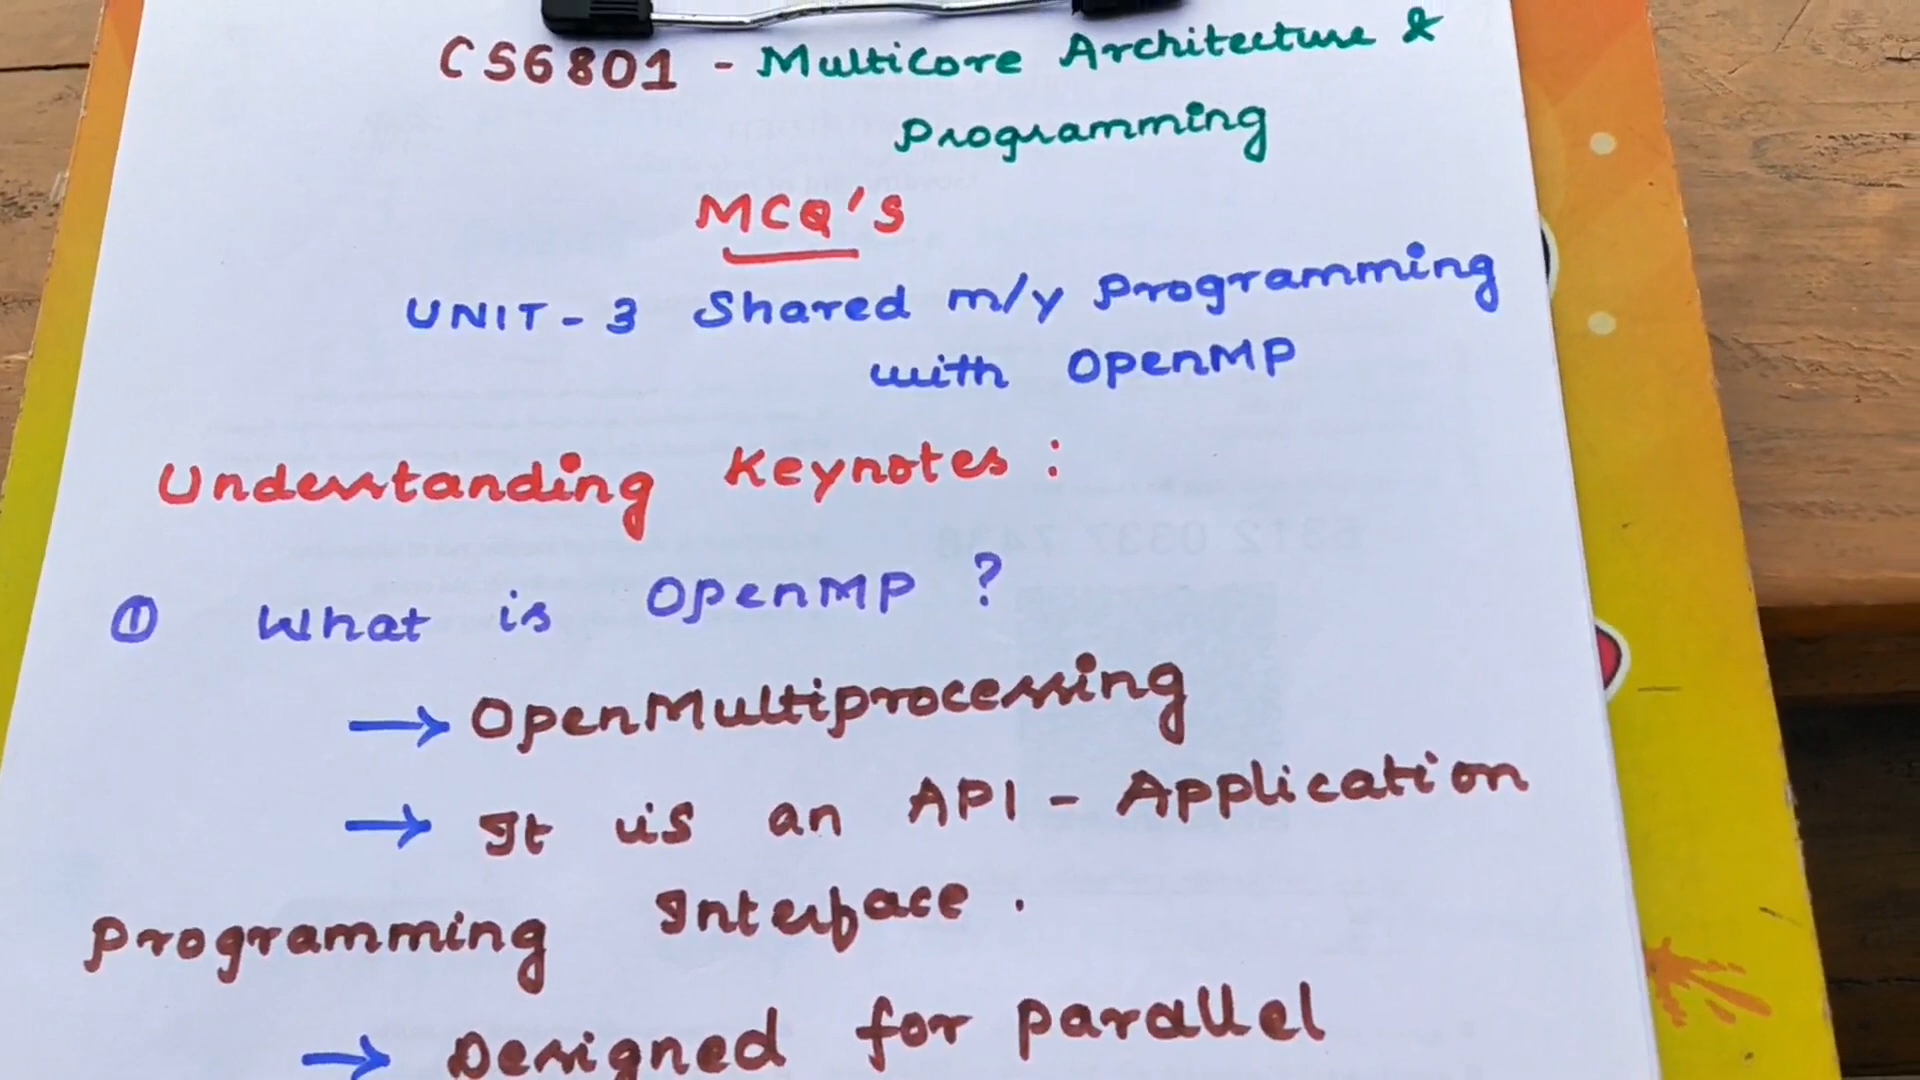 CS6801 - Multicore Architecture &
Programming
MCQ's
UNIT - 3 Shared m/y Programming
with OpenMP
Understanding Keynotes :
① What is OpenMP ?
→ OpenMultiprocessing
→ It is an API - Application
Programming Interface .
→ Designed for parallel